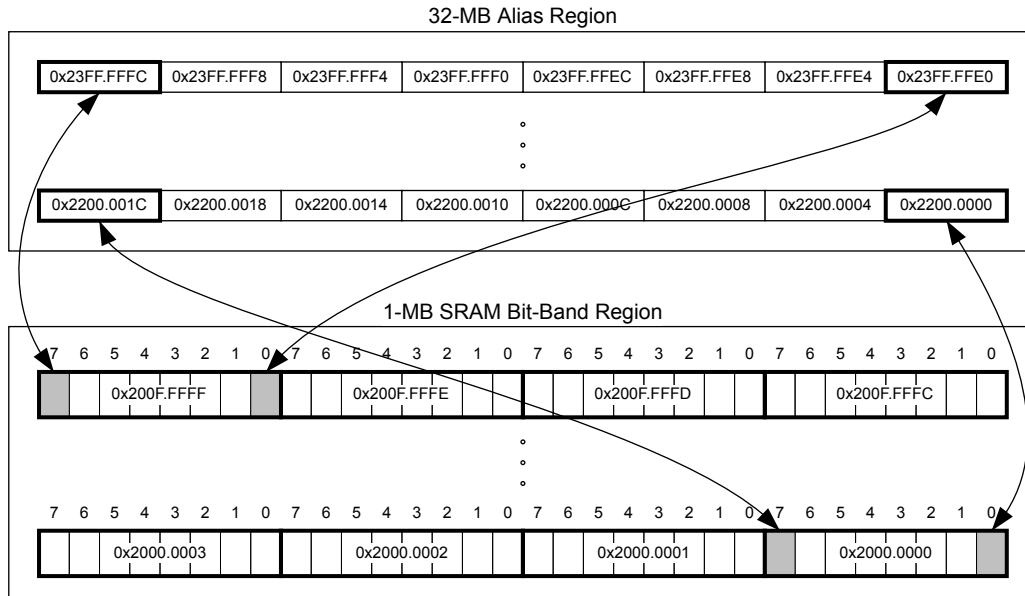 32-MB Alias Region
0x23FF.FFFC 0x23FF.FFF8 0x23FF.FFF4 0x23FF.FFF0 0x23FF.FFEC 0x23FF.FFE8 0x23FF.FFE4 0x23FF.FFE0
0x2200.001C 0x2200.0018 0x2200.0014 0x2200.0010 0x2200.000C 0x2200.0008 0x2200.0004 0x2200.0000
1-MB SRAM Bit-Band Region
7 6 5 4 3 2 1 0 7 6 5 4 3 2 1 0 7 6 5 4 3 2 1 0 7 6 5 4 3 2 1 0
0x200F.FFFF 0x200F.FFFE 0x200F.FFFD 0x200F.FFFC
7 6 5 4 3 2 1 0 7 6 5 4 3 2 1 0 7 6 5 4 3 2 1 0 7 6 5 4 3 2 1 0
0x2000.0003 0x2000.0002 0x2000.0001 0x2000.0000